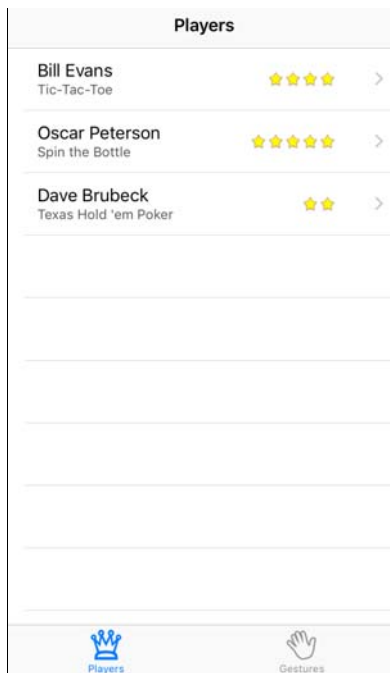 Players
Bill Evans
Tic-Tac-Toe
Oscar Peterson
Spin the Bottle
Dave Brubeck
Texas Hold 'em Poker
Players
Gestures